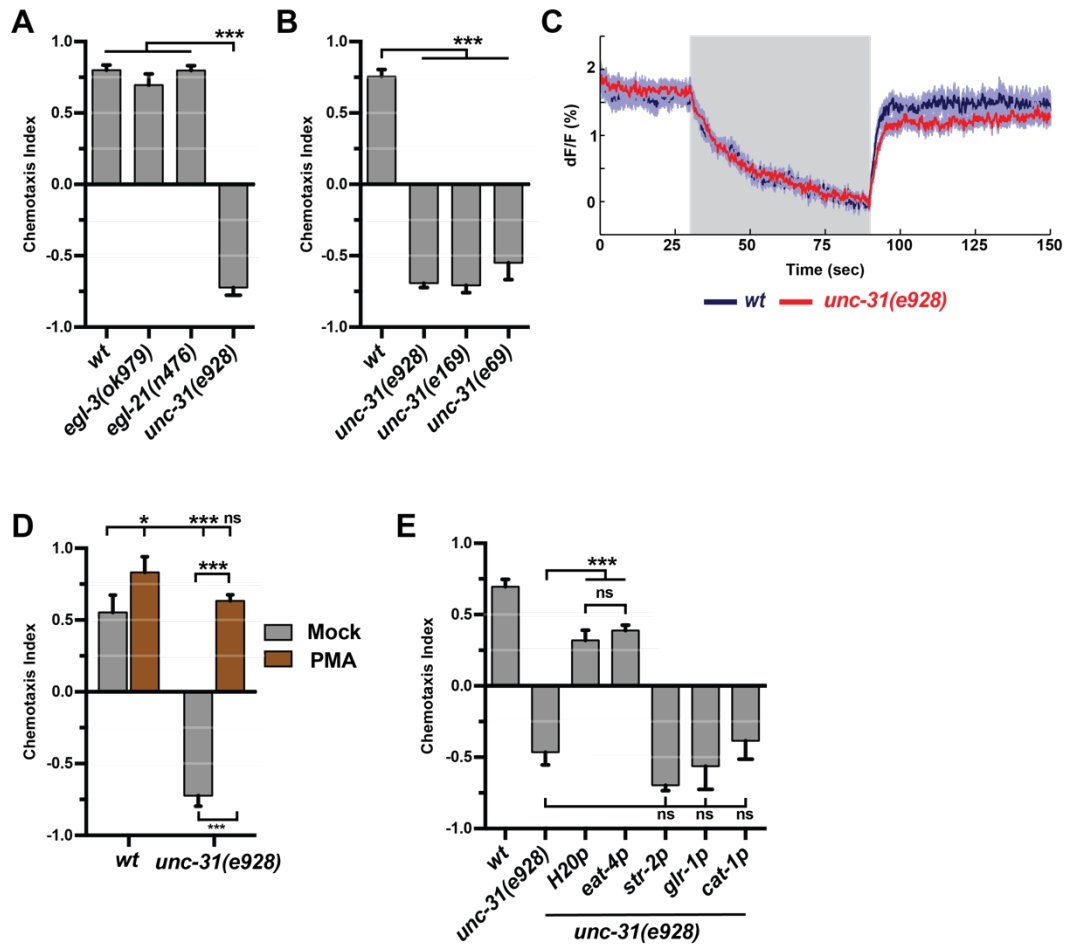 A
Chemotaxis Index
1.0
0.5
0.0
-0.5
-1.0
***
wt
egl-3(ok979)
egl-21(n476)
unc-31(e928)
B
Chemotaxis Index
1.0
0.5
0.0
-0.5
-1.0
***
wt
unc-31(e928)
unc-31(e169)
unc-31(e69)
C
dF/F (%)
2
1
0
0 25 50 75 100 125 150
Time (sec)
wt unc-31(e928)
D
Chemotaxis Index
1.0
0.5
0.0
-0.5
-1.0
* *** ns
***
***
Mock
PMA
wt unc-31(e928)
E
Chemotaxis Index
1.0
0.5
0.0
-0.5
-1.0
***
ns
ns ns ns
wt
unc-31(e928)
H20p
eat-4p
str-2p
glr-1p
cat-1p
unc-31(e928)